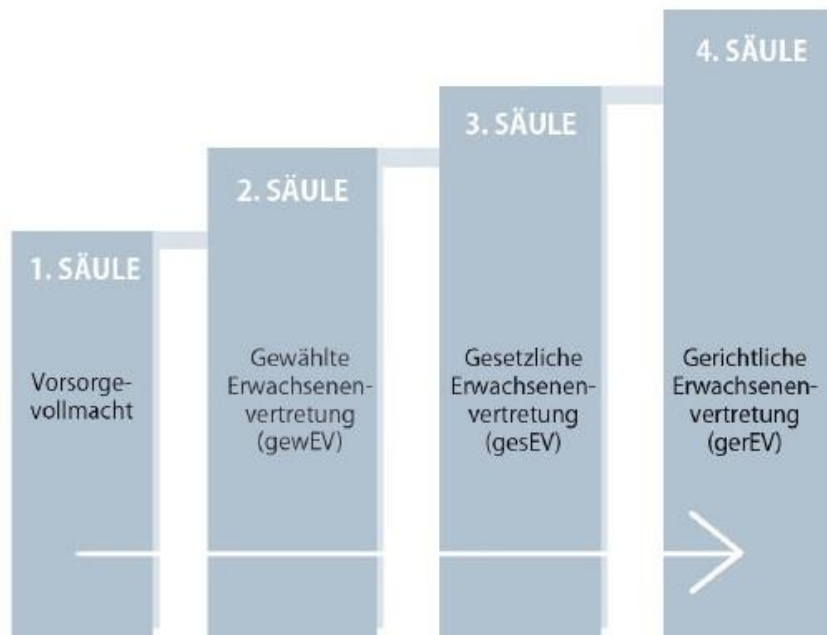 1. SÄULE
Vorsorge-
vollmacht
2. SÄULE
Gewählte
Erwachsenen-
vertretung
(gewEV)
3. SÄULE
Gesetzliche
Erwachsenen-
vertretung
(gesEV)
4. SÄULE
Gerichtliche
Erwachsenen-
vertretung
(gerEV)